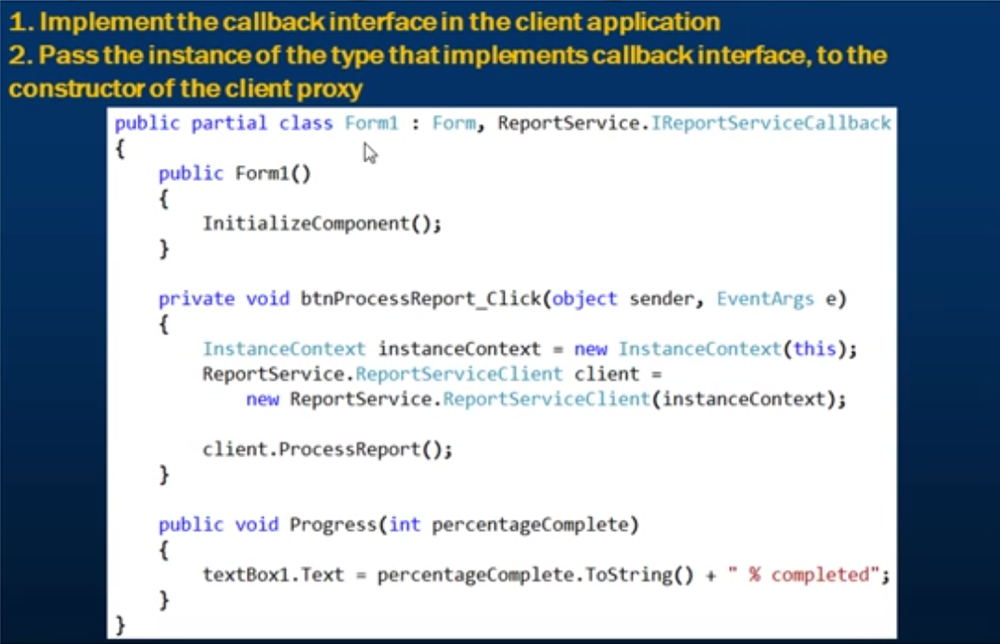 1. Implement the callback interface in the client application
2. Pass the instance of the type that implements callback interface, to the
constructor of the client proxy
public partial class Form1 : Form, ReportService.IReportServiceCallback
{
    public Form1()
    {
        InitializeComponent();
    }

    private void btnProcessReport_Click(object sender, EventArgs e)
    {
        InstanceContext instanceContext = new InstanceContext(this);
        ReportService.ReportServiceClient client =
            new ReportService.ReportServiceClient(instanceContext);

        client.ProcessReport();
    }

    public void Progress(int percentageComplete)
    {
        textBox1.Text = percentageComplete.ToString() + " % completed";
    }
}